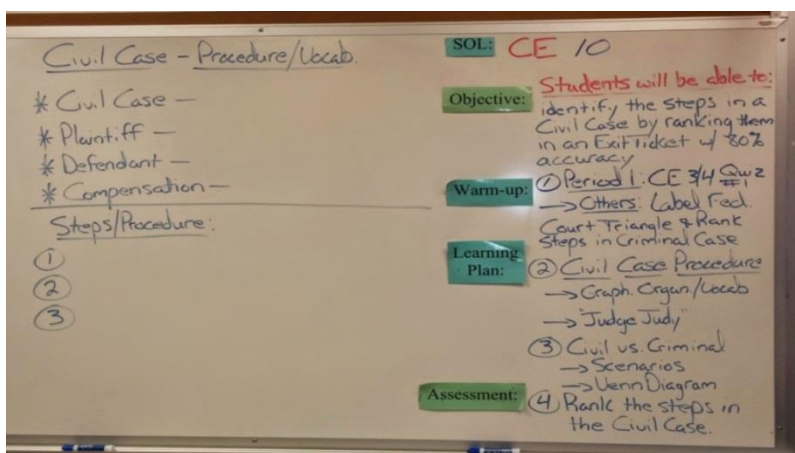 Civil Case - Procedure/Vocab.
* Civil Case -
* Plaintiff -
* Defendant -
* Compensation -
Steps/Procedure:
①
②
③
SOL: CE 10
Objective: Students will be able to:
identify the steps in a
Civil Case by ranking them
in an Exit Ticket w/ 80%
accuracy
Warm-up: ① Period 1: CE 3/4 Quiz #1
→ Others: Label Fed.
Court Triangle & Rank
Steps in Criminal Case
Learning Plan: ② Civil Case Procedure
→ Graph. Organ./Vocab
→ "Judge Judy"
③ Civil vs. Criminal
→ Scenarios
→ Venn Diagram
Assessment: ④ Rank the steps in
the Civil Case.